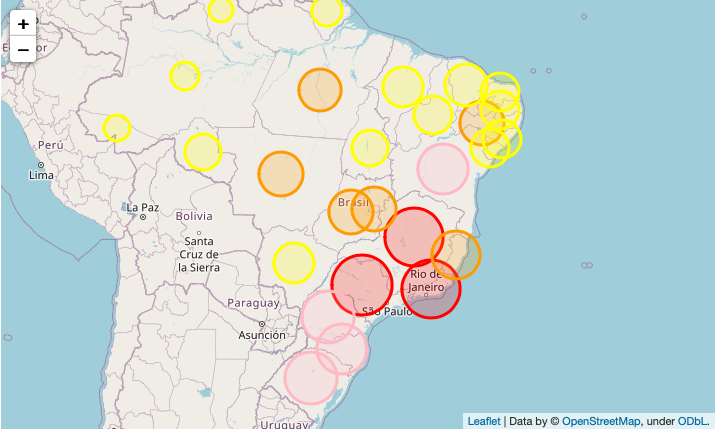 +
−
Perú
Lima
La Paz
Bolivia
Santa
Cruz de
la Sierra
Brasil
Rio de
Janeiro
São Paulo
Paraguay
Asunción
Uruguay
Leaflet | Data by © OpenStreetMap, under ODbL.